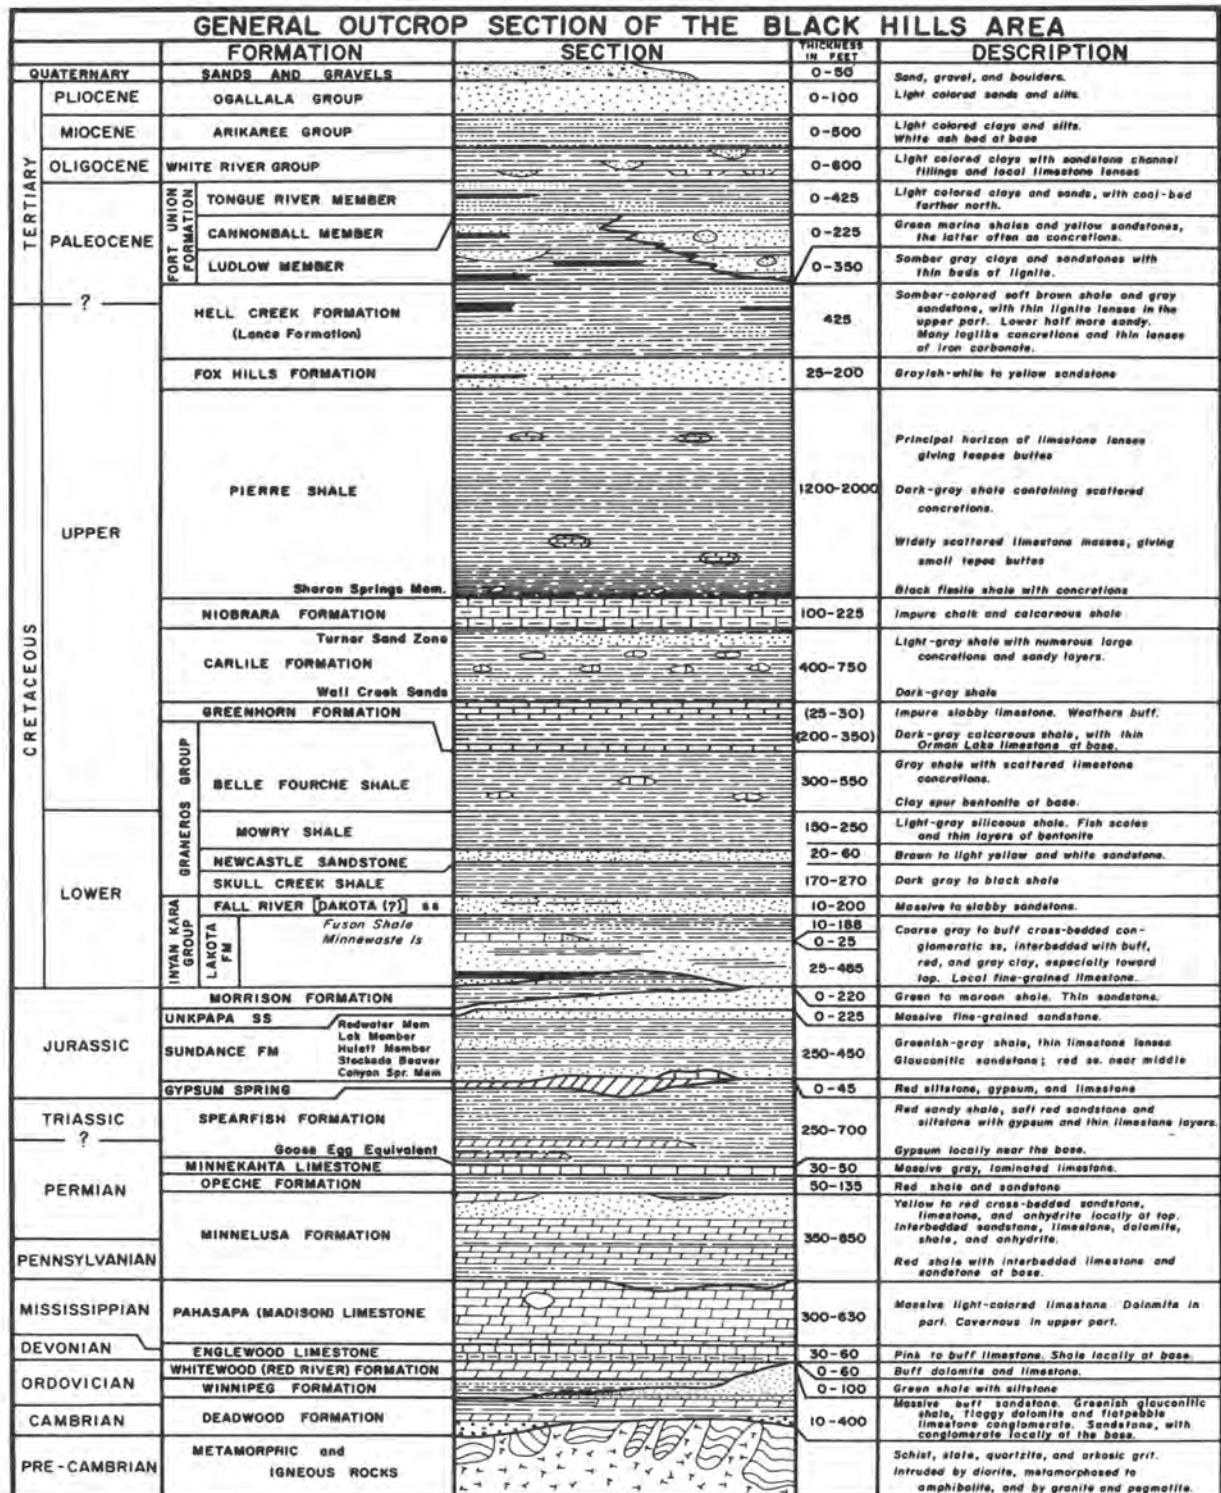 GENERAL OUTCROP SECTION OF THE BLACK HILLS AREA
FORMATION SECTION THICKNESS IN FEET DESCRIPTION
QUATERNARY SANDS AND GRAVELS 0-50 Sand, gravel, and boulders.
TERTIARY
PLIOCENE OGALLALA GROUP 0-100 Light colored sands and silts.
MIOCENE ARIKAREE GROUP 0-500 Light colored clays and silts.
White ash bed at base
OLIGOCENE WHITE RIVER GROUP 0-600 Light colored clays with sandstone channel
fillings and local limestone lenses
PALEOCENE
FORT UNION FORMATION
TONGUE RIVER MEMBER 0-425 Light colored clays and sands, with coal-bed
farther north.
CANNONBALL MEMBER 0-225 Green marine shales and yellow sandstones,
the latter often as concretions.
LUDLOW MEMBER 0-350 Somber gray clays and sandstones with
thin beds of lignite.
?
CRETACEOUS
UPPER
HELL CREEK FORMATION
(Lance Formation)
425 Somber-colored soft brown shale and gray
sandstone, with thin lignite lenses in the
upper part. Lower half more sandy.
Many loglike concretions and thin lenses
of iron carbonate.
FOX HILLS FORMATION 25-200 Grayish-white to yellow sandstone
PIERRE SHALE 1200-2000
Principal horizon of limestone lenses
giving teepee buttes
Dark-gray shale containing scattered
concretions.
Widely scattered limestone masses, giving
small tepee buttes
Sharon Springs Mem. Black fissile shale with concretions
NIOBRARA FORMATION 100-225 Impure chalk and calcareous shale
Turner Sand Zone
CARLILE FORMATION
Wall Creek Sands
400-750 Light-gray shale with numerous large
concretions and sandy layers.
Dark-gray shale
GREENHORN FORMATION (25-30) Impure slabby limestone. Weathers buff.
(200-350) Dark-gray calcareous shale, with thin
Orman Lake limestone at base.
GRANEROS GROUP
BELLE FOURCHE SHALE 300-550 Gray shale with scattered limestone
concretions.
Clay spur bentonite at base.
LOWER
MOWRY SHALE 150-250 Light-gray siliceous shale. Fish scales
and thin layers of bentonite
NEWCASTLE SANDSTONE 20-60 Brown to light yellow and white sandstone.
SKULL CREEK SHALE 170-270 Dark gray to black shale
INYAN KARA GROUP
FALL RIVER [DAKOTA (?)] ss 10-200 Massive to slabby sandstone.
LAKOTA FM
Fuson Shale 10-188
Minnewaste ls 0-25
25-485
Coarse gray to buff cross-bedded con-
glomeratic ss, interbedded with buff,
red, and gray clay, especially toward
top. Local fine-grained limestone.
JURASSIC
MORRISON FORMATION 0-220 Green to maroon shale. Thin sandstone.
UNKPAPA SS 0-225 Massive fine-grained sandstone.
SUNDANCE FM
Redwater Mem
Lak Member
Hulett Member
Stockade Beaver
Canyon Spr. Mem
250-450 Greenish-gray shale, thin limestone lenses
Glauconitic sandstone; red ss. near middle
GYPSUM SPRING 0-45 Red siltstone, gypsum, and limestone
TRIASSIC
?
SPEARFISH FORMATION 250-700 Red sandy shale, soft red sandstone and
siltstone with gypsum and thin limestone layers.
Goose Egg Equivalent Gypsum locally near the base.
PERMIAN
MINNEKAHTA LIMESTONE 30-50 Massive gray, laminated limestone.
OPECHE FORMATION 50-135 Red shale and sandstone
MINNELUSA FORMATION 350-850
Yellow to red cross-bedded sandstone,
limestone, and anhydrite locally at top.
Interbedded sandstone, limestone, dolomite,
shale, and anhydrite.
PENNSYLVANIAN
Red shale with interbedded limestone and
sandstone at base.
MISSISSIPPIAN PAHASAPA (MADISON) LIMESTONE 300-630 Massive light-colored limestone. Dolomite in
part. Cavernous in upper part.
DEVONIAN ENGLEWOOD LIMESTONE 30-60 Pink to buff limestone. Shale locally at base.
ORDOVICIAN
WHITEWOOD (RED RIVER) FORMATION 0-60 Buff dolomite and limestone.
WINNIPEG FORMATION 0-100 Green shale with siltstone
CAMBRIAN DEADWOOD FORMATION 10-400 Massive buff sandstone. Greenish glauconitic
shale, flaggy dolomite and flatpebble
limestone conglomerate. Sandstone, with
conglomerate locally at the base.
PRE-CAMBRIAN METAMORPHIC and
IGNEOUS ROCKS
Schist, slate, quartzite, and arkosic grit.
Intruded by diorite, metamorphosed to
amphibolite, and by granite and pegmatite.